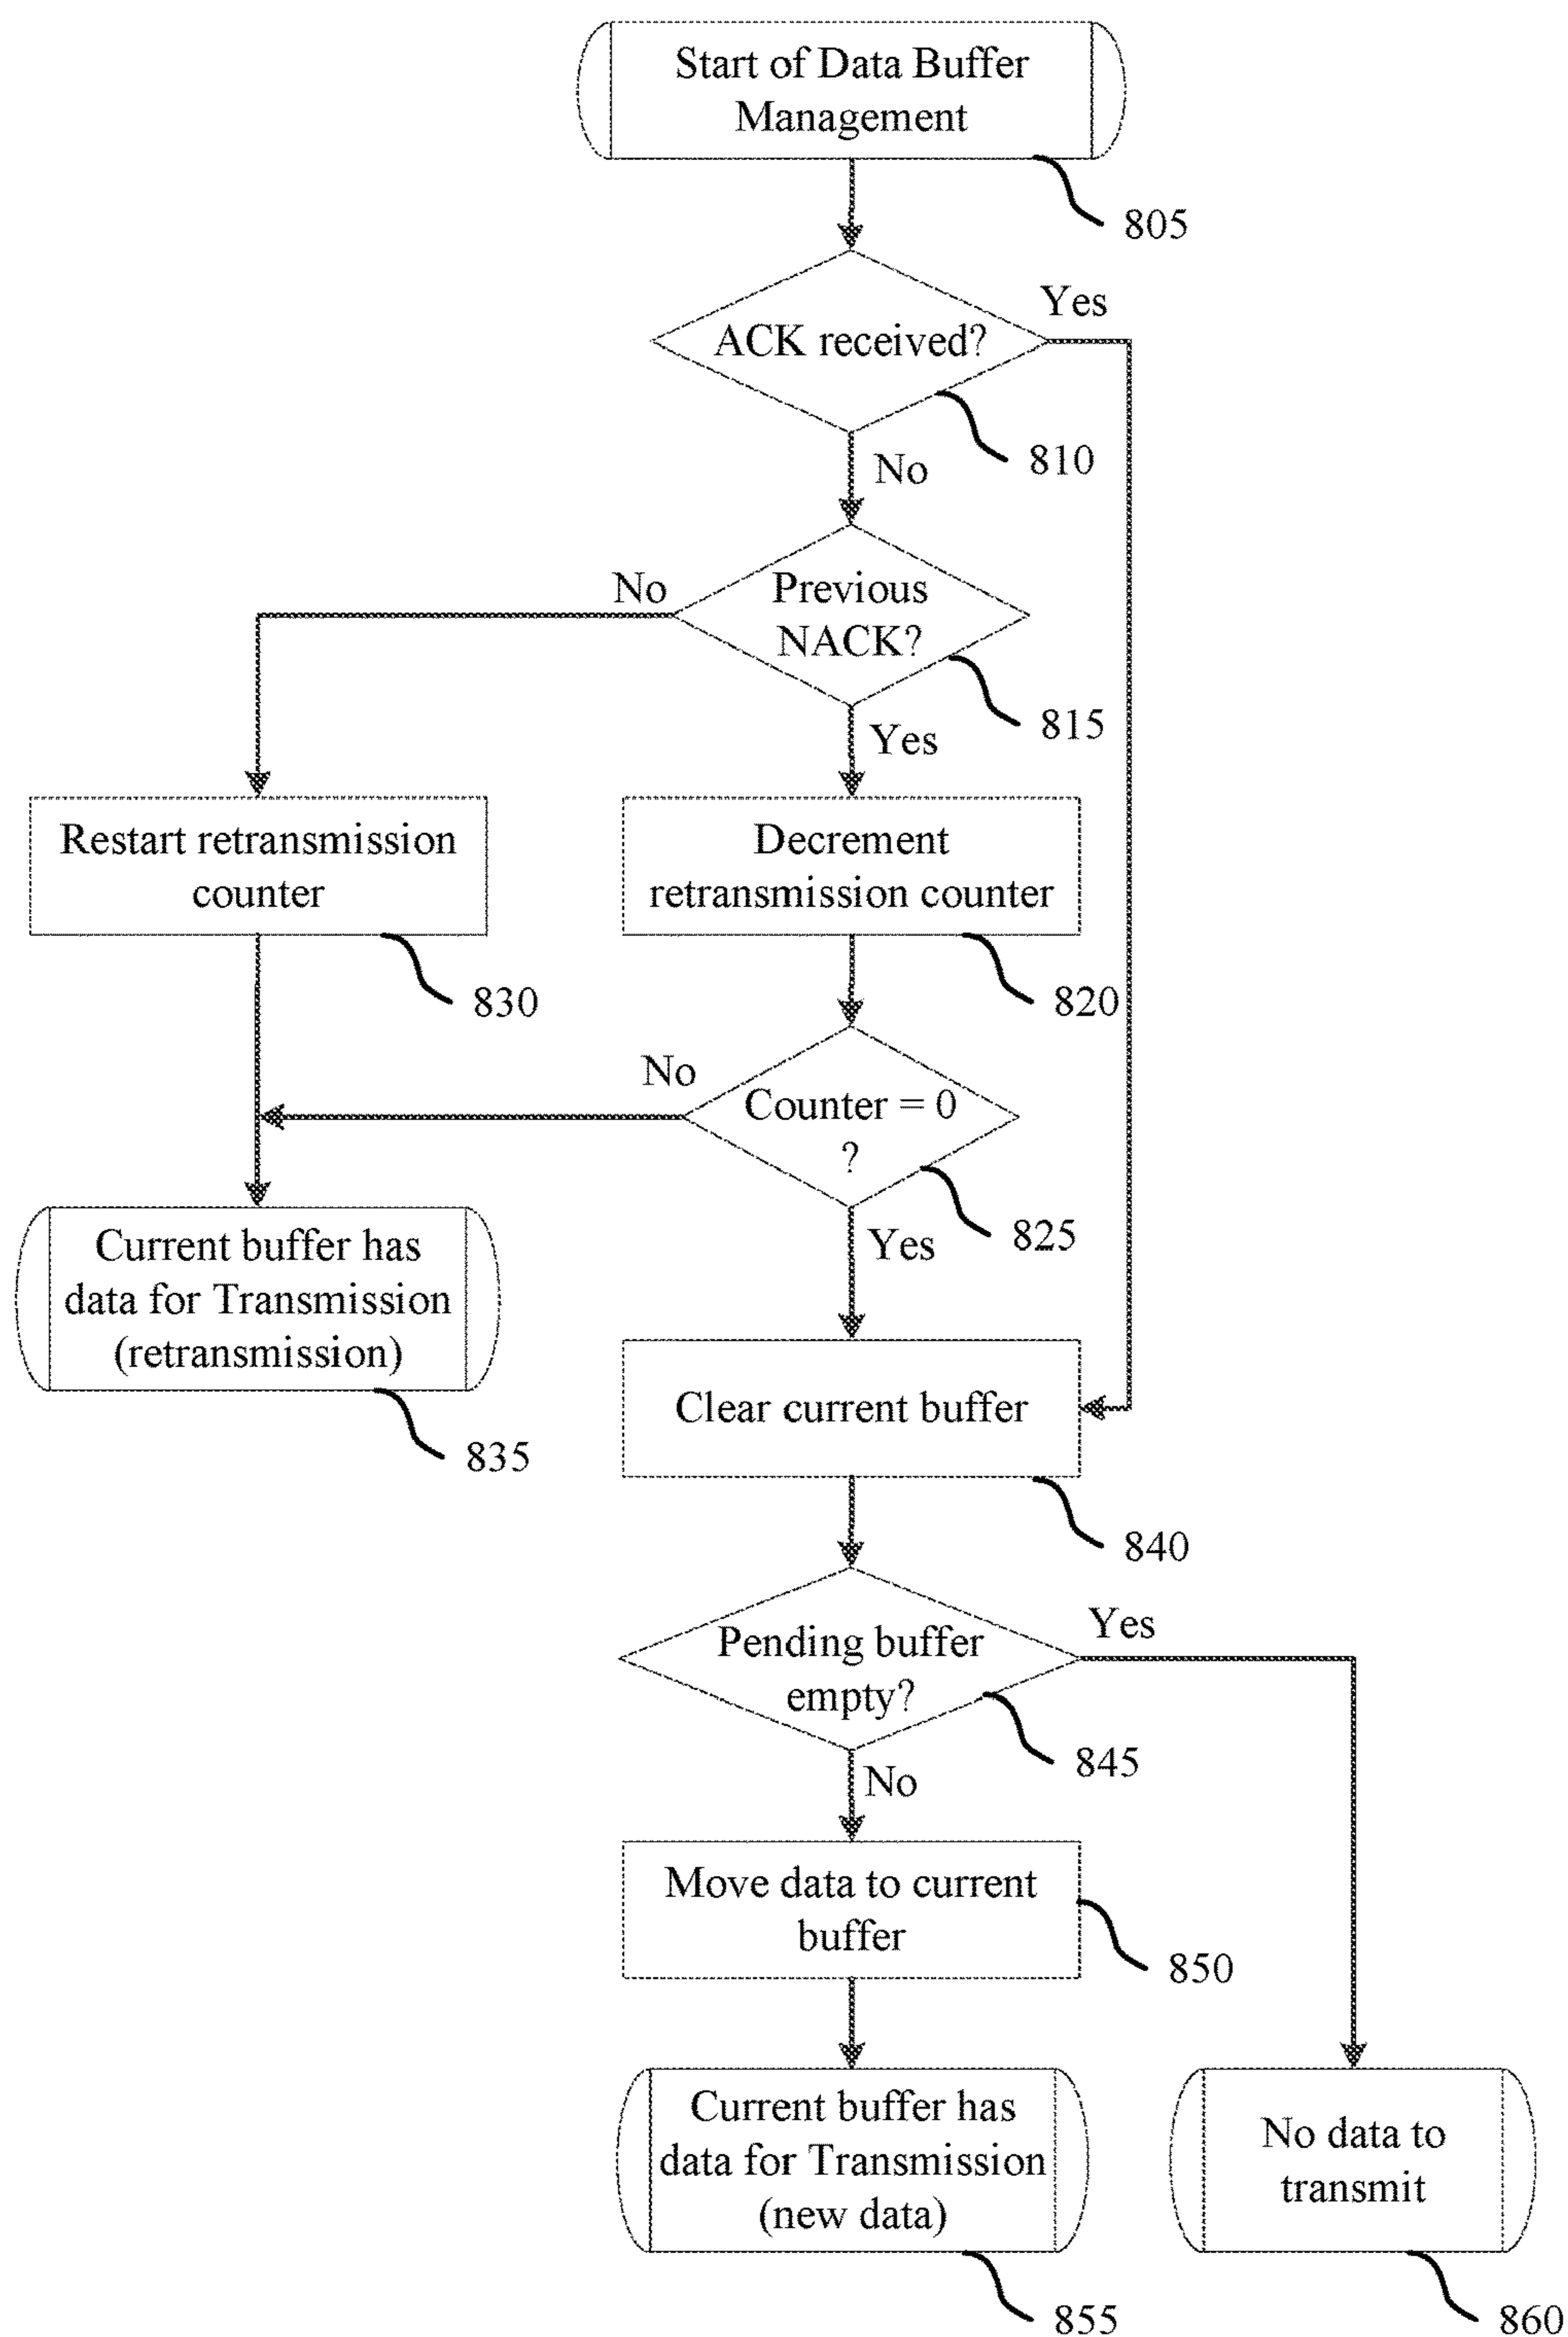 Start of Data Buffer
Management
805
Yes
ACK received?
810
No
No
Previous
NACK?
815
Yes
Restart retransmission
counter
830
Decrement
retransmission counter
820
No
Counter = 0
?
825
Yes
Current buffer has
data for Transmission
(retransmission)
835
Clear current buffer
840
Yes
Pending buffer
empty?
845
No
Move data to current
buffer
850
Current buffer has
data for Transmission
(new data)
855
No data to
transmit
860